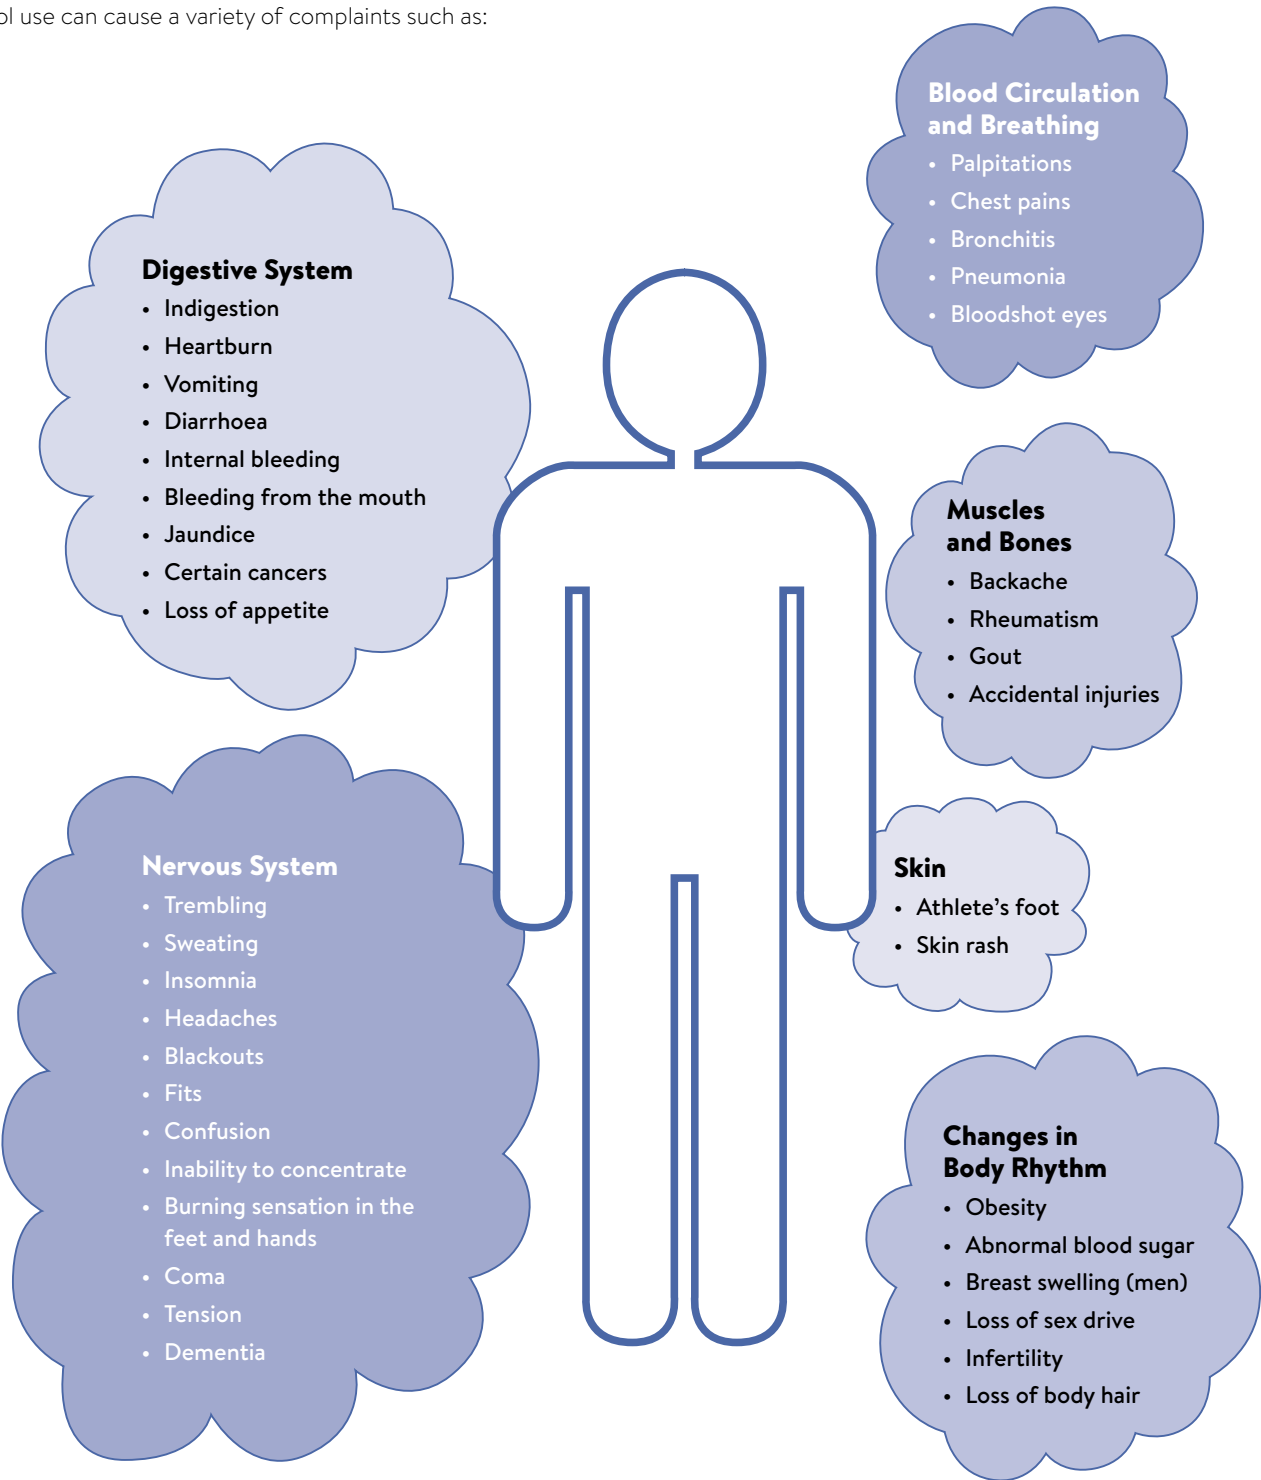 ol use can cause a variety of complaints such as:
Blood Circulation
and Breathing
• Palpitations
• Chest pains
• Bronchitis
• Pneumonia
• Bloodshot eyes
Digestive System
• Indigestion
• Heartburn
• Vomiting
• Diarrhoea
• Internal bleeding
• Bleeding from the mouth
• Jaundice
• Certain cancers
• Loss of appetite
Muscles
and Bones
• Backache
• Rheumatism
• Gout
• Accidental injuries
Nervous System
• Trembling
• Sweating
• Insomnia
• Headaches
• Blackouts
• Fits
• Confusion
• Inability to concentrate
• Burning sensation in the
feet and hands
• Coma
• Tension
• Dementia
Skin
• Athlete’s foot
• Skin rash
Changes in
Body Rhythm
• Obesity
• Abnormal blood sugar
• Breast swelling (men)
• Loss of sex drive
• Infertility
• Loss of body hair